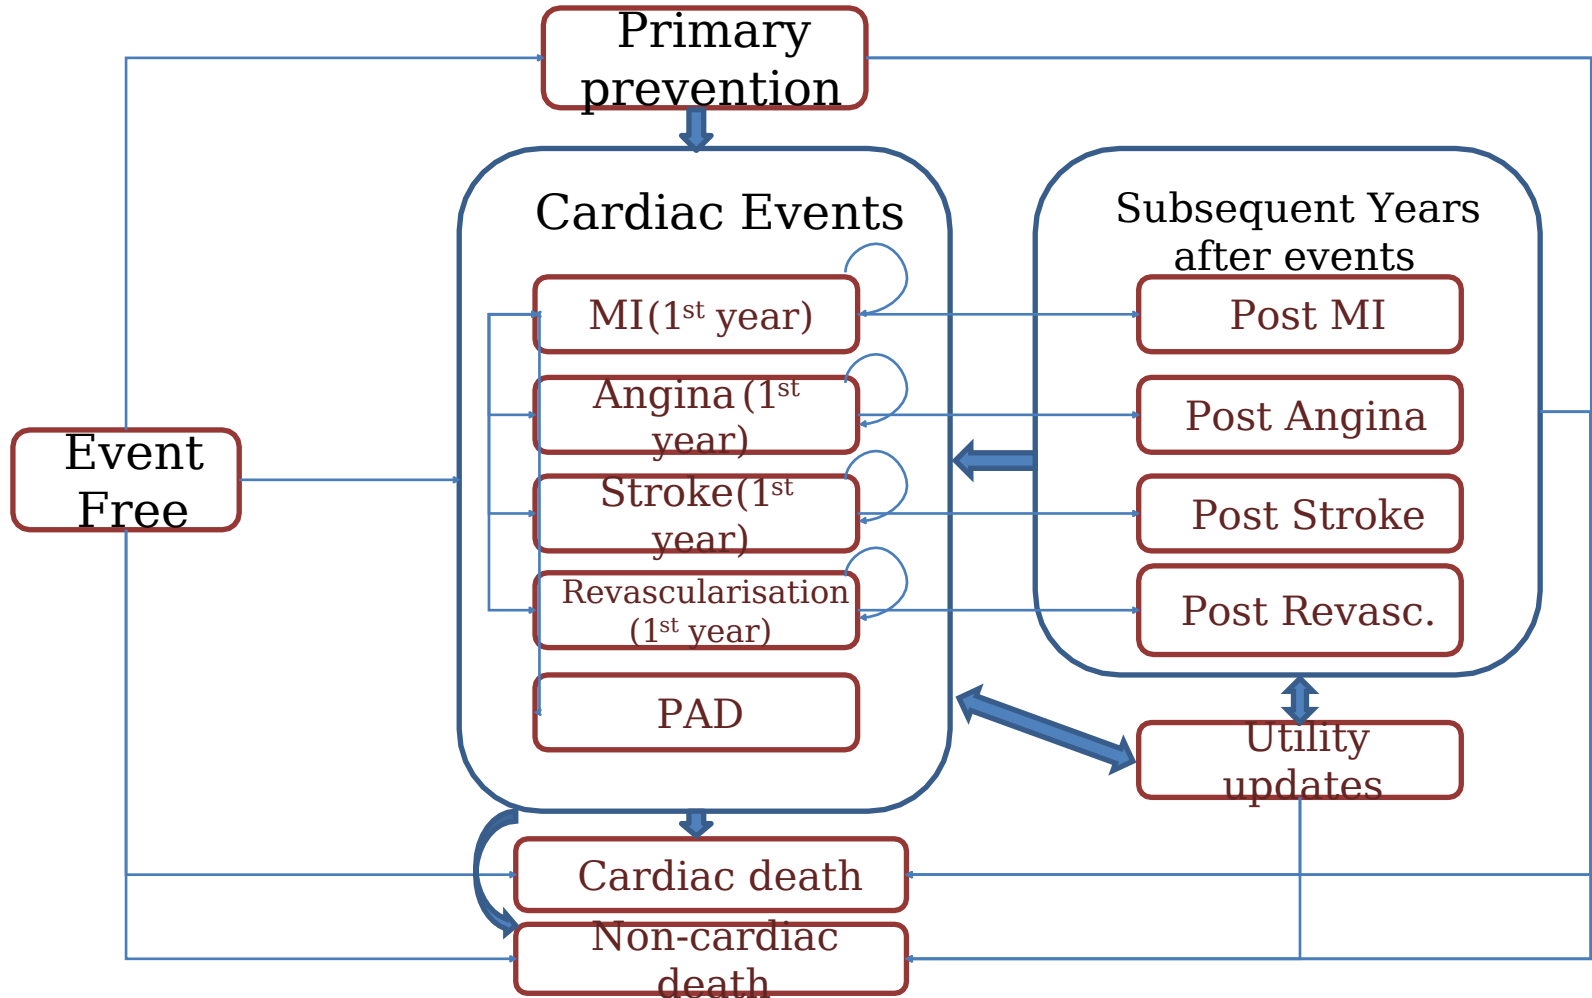 Primary
prevention
Cardiac Events
Subsequent Years
after events
MI(1st year)
Post MI
Angina (1st
year)
Post Angina
Event
Free
Stroke(1st
year)
Post Stroke
Revascularisation
(1st year)
Post Revasc.
PAD
Utility
updates
Cardiac death
Non-cardiac
death